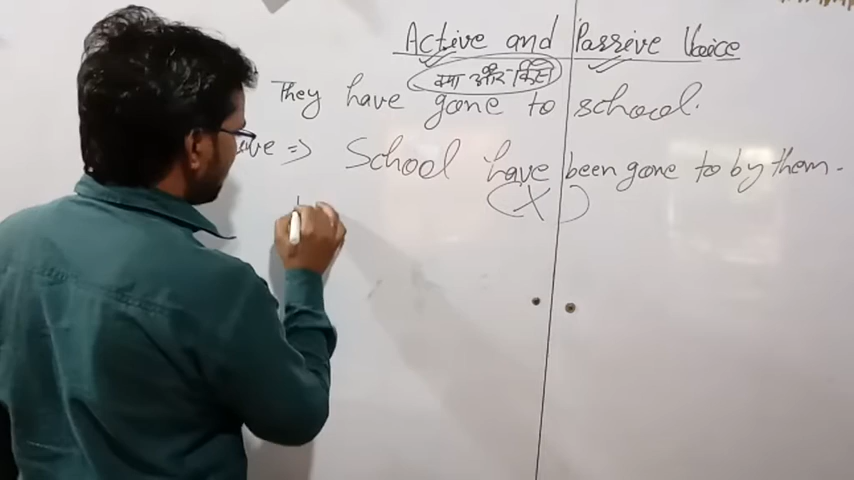 Active and Passive Voice
क्या और किसे
They have gone to school.
⇒ School have been gone to by them.
(X)